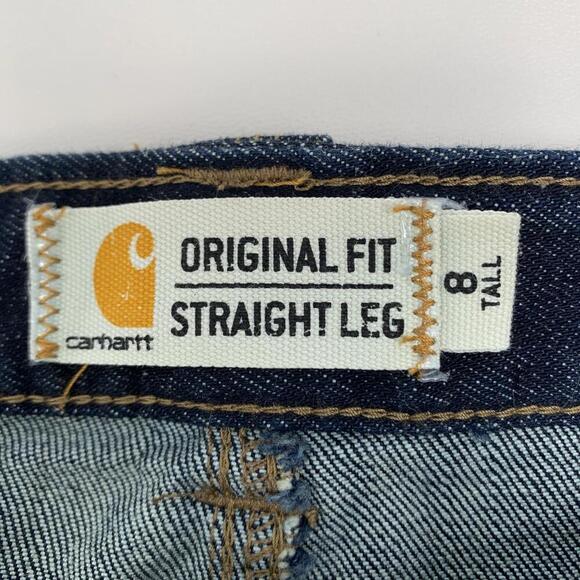 carhartt
ORIGINAL FIT
STRAIGHT LEG
8
TALL